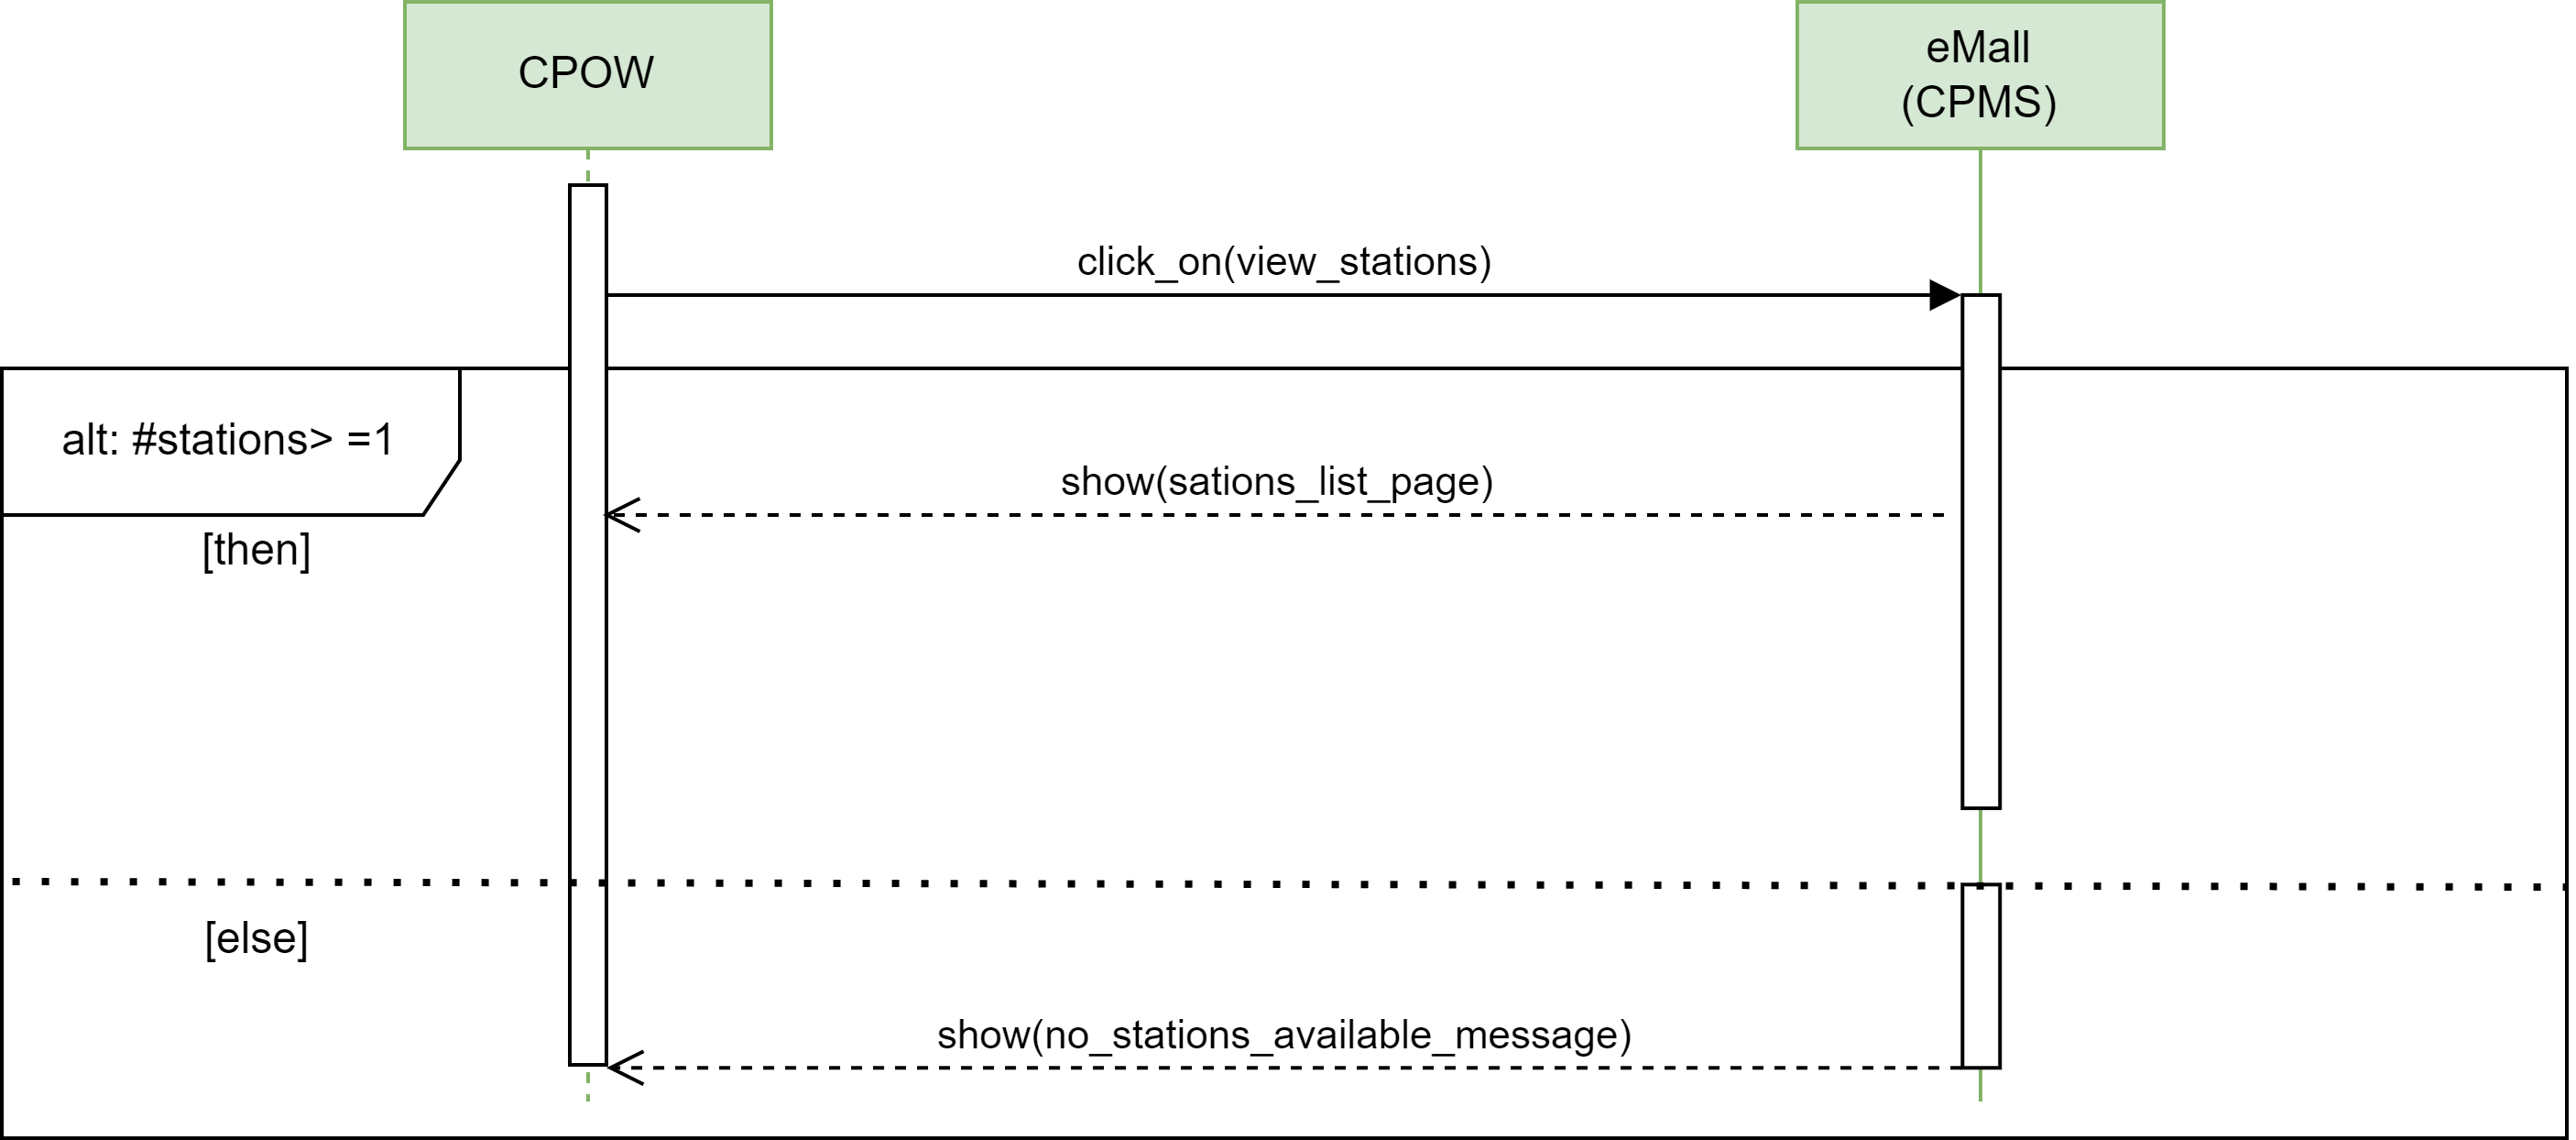 CPOW
eMall
(CPMS)
click_on(view_stations)
alt: #stations> =1
show(sations_list_page)
[then]
[else]
show(no_stations_available_message)